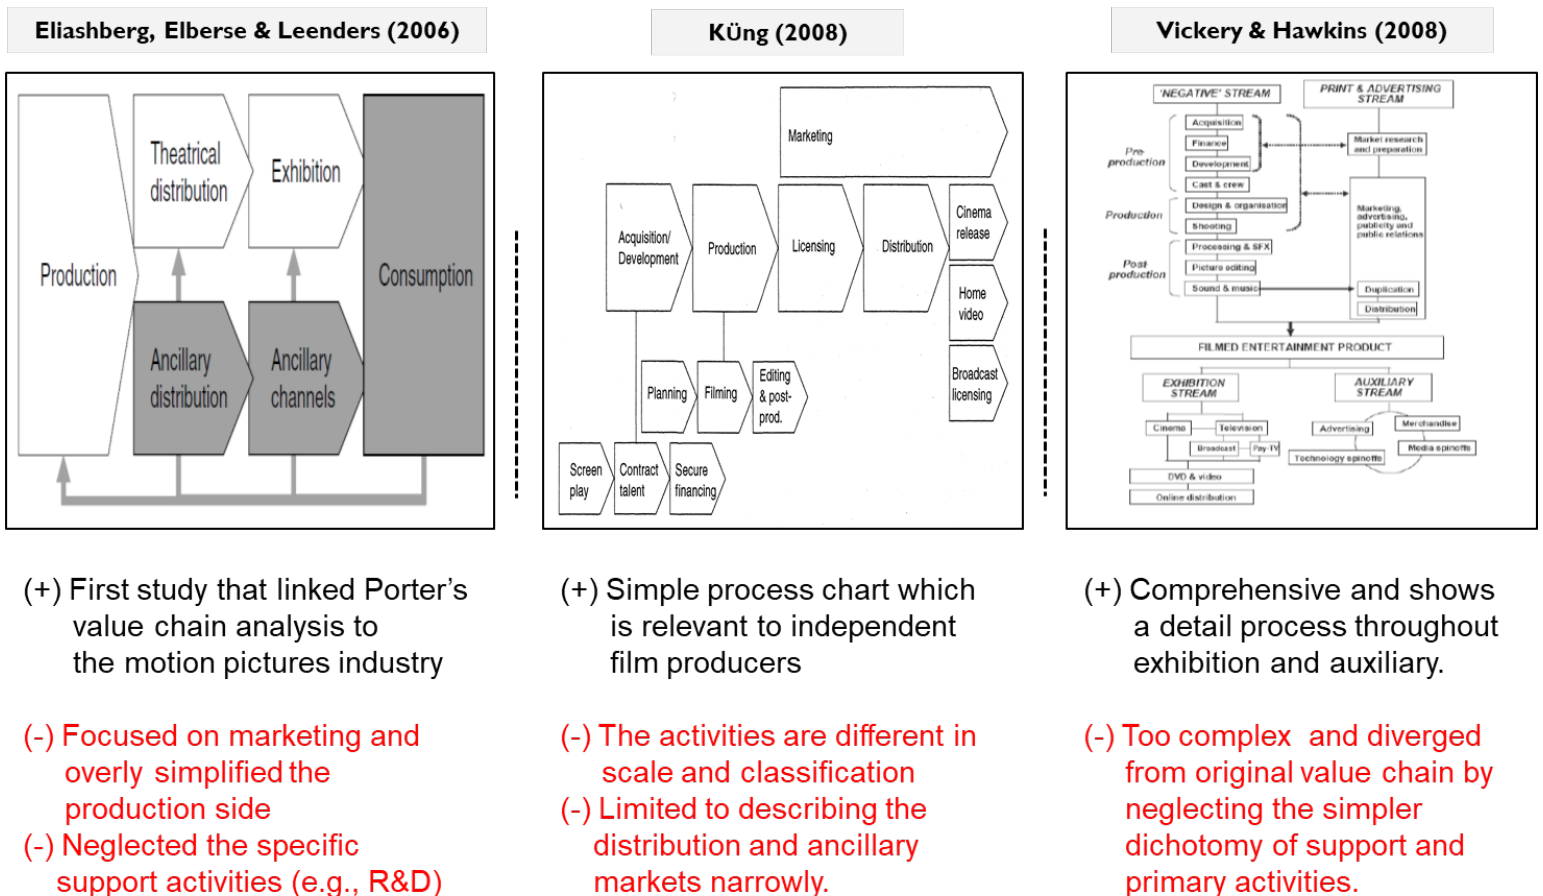 Eliashberg, Elberse & Leenders (2006)
Production
Theatrical
distribution
Exhibition
Consumption
Ancillary
distribution
Ancillary
channels
(+) First study that linked Porter's
value chain analysis to
the motion pictures industry
(-) Focused on marketing and
overly simplified the
production side
(-) Neglected the specific
support activities (e.g., R&D)
KÜng (2008)
Marketing
Acquisition/
Development
Production
Licensing
Distribution
Cinema
release
Home
video
Broadcast
licensing
Planning
Filming
Editing
& post-
prod.
Screen
play
Contract
talent
Secure
financing
(+) Simple process chart which
is relevant to independent
film producers
(-) The activities are different in
scale and classification
(-) Limited to describing the
distribution and ancillary
markets narrowly.
Vickery & Hawkins (2008)
'NEGATIVE' STREAM
PRINT & ADVERTISING
STREAM
Pre-
production
Acquisition
Finance
Development
Cast & crew
Market research
and preparation
Production
Design & organisation
Shooting
Marketing,
advertising,
publicity and
public relations
Post
production
Processing & SFX
Picture editing
Sound & music
Duplication
Distribution
FILMED ENTERTAINMENT PRODUCT
EXHIBITION
STREAM
AUXILIARY
STREAM
Cinema
Television
Broadcast
Pay-TV
DVD & video
Online distribution
Advertising
Merchandise
Media spinoffs
Technology spinoffs
(+) Comprehensive and shows
a detail process throughout
exhibition and auxiliary.
(-) Too complex and diverged
from original value chain by
neglecting the simpler
dichotomy of support and
primary activities.